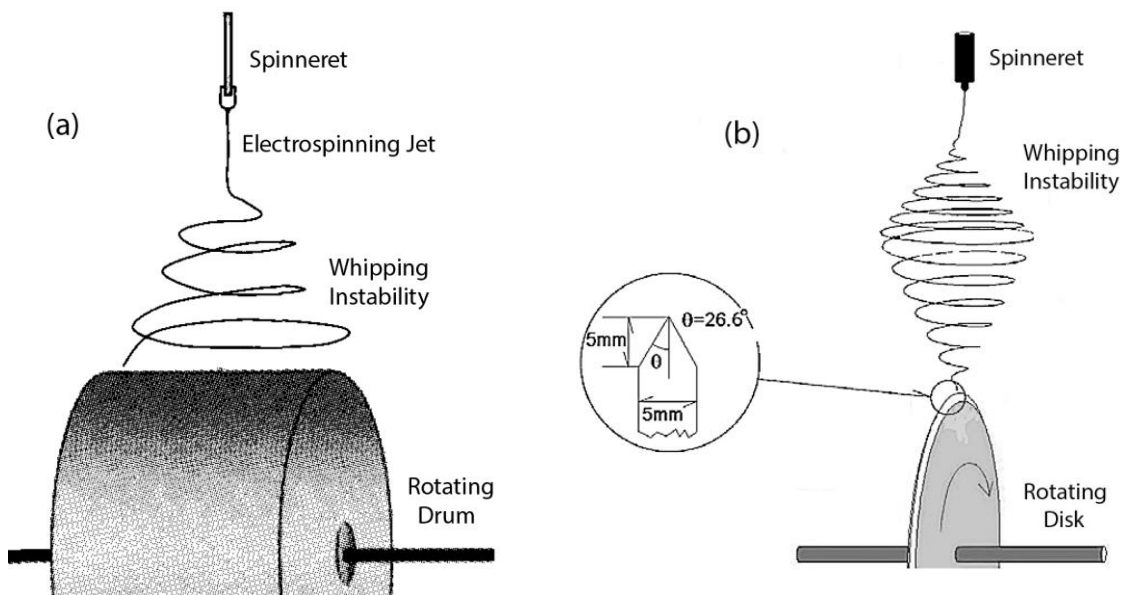 (a)
Spinneret
Electrospinning Jet
Whipping
Instability
Rotating
Drum
(b)
Spinneret
Whipping
Instability
θ=26.6°
5mm
θ
5mm
Rotating
Disk